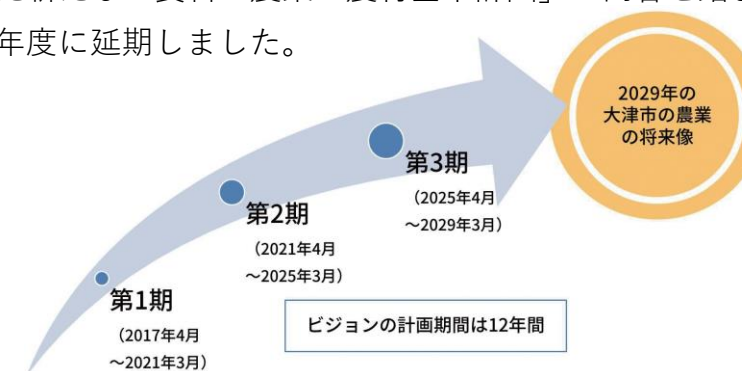 年度に延期しました。
2029年の
大津市の農業
の将来像
第3期
（2025年4月
～2029年3月）
第2期
（2021年4月
～2025年3月）
第1期
（2017年4月
～2021年3月）
ビジョンの計画期間は12年間